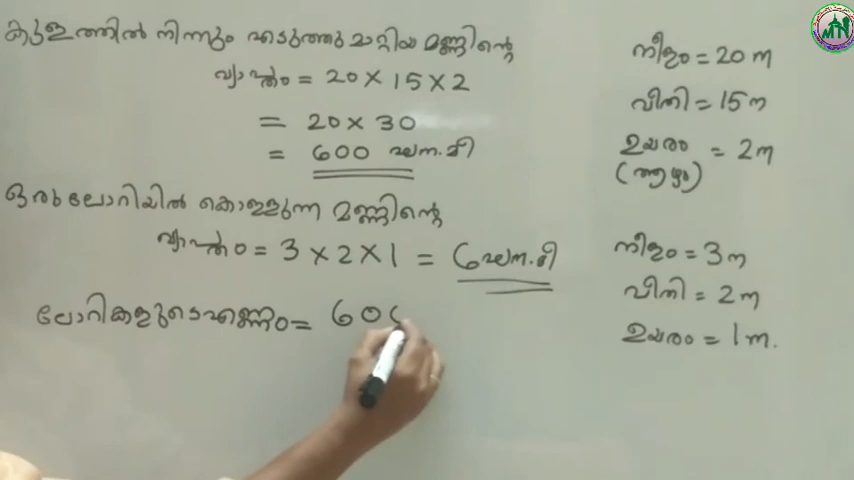 കുളത്തിൽ നിന്നും എടുത്തു മാറ്റിയ മണ്ണിന്റെ
വ്യാപ്തം = 20 X 15 X 2
= 20 X 30
= 600 ഘന.മീ
ഒരു ലോറിയിൽ കൊള്ളുന്ന മണ്ണിന്റെ
വ്യാപ്തം = 3 X 2 X 1 = 6 ഘന.മീ
ലോറികളുടെ എണ്ണം = 600
നീളം = 20 m
വീതി = 15 m
ഉയരം = 2 m
(ആഴം)
നീളം = 3 m
വീതി = 2 m
ഉയരം = 1 m.